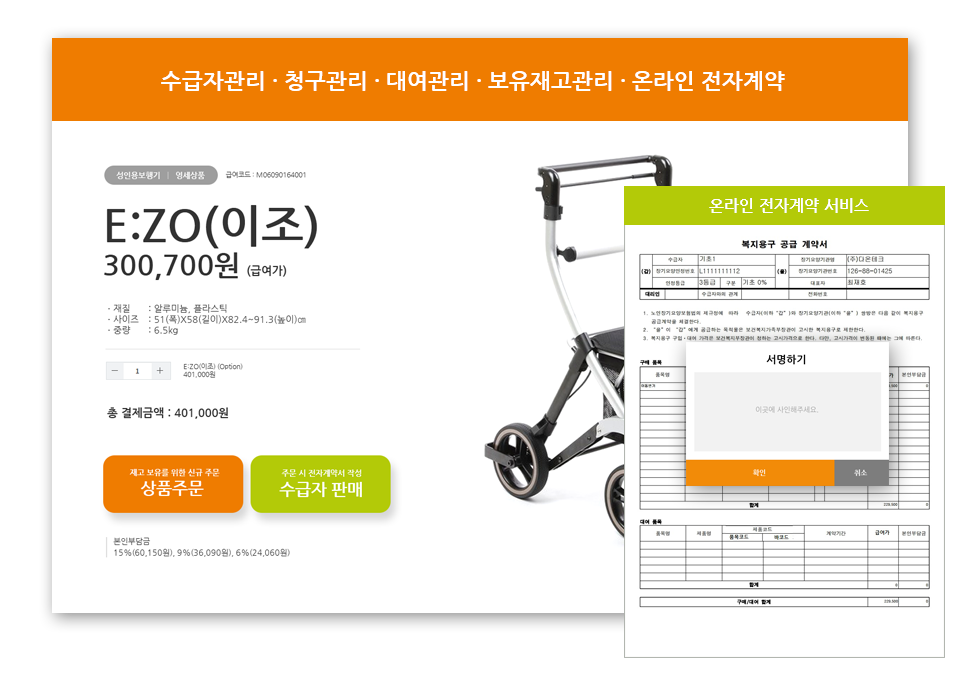 수급자관리 · 청구관리 · 대여관리 · 보유재고관리 · 온라인 전자계약
성인용보행기 | 영세상품 급여코드 : M06090164001
E:ZO(이조)
300,700원 (급여가)
· 재질 : 알루미늄, 플라스틱
· 사이즈 : 51(폭)X58(길이)X82.4~91.3(높이)㎝
· 중량 : 6.5kg
− 1 +
E:ZO(이조) (Option)
401,000원
총 결제금액 : 401,000원
재고 보유를 위한 신규 주문
상품주문
주문 시 전자계약서 작성
수급자 판매
본인부담금
15%(60,150원), 9%(36,090원), 6%(24,060원)
온라인 전자계약 서비스
복지용구 공급 계약서
(갑) 수급자 기초1 (을) 장기요양기관명 (주)다온테크
장기요양인정번호 L1111111112 장기요양기관번호 126-88-01425
인정등급 3등급 구분 기초 0% 대표자 최재호
대리인 수급자와의 관계 전화번호
1. 노인장기요양보험법의 제규정에 따라 수급자(이하 "갑" )와 장기요양기관(이하 "을" ) 쌍방은 다음 같이 복지용구
공급계약을 체결한다.
2. "을" 이 "갑" 에게 공급하는 목적물은 보건복지가족부장관이 고시한 복지용구로 제한한다.
3. 복지용구 구입·대여 가격은 보건복지부장관이 정하는 고시가격으로 한다. 다만, 고시가격이 변동된 때에는 그에 따른다.
구매 품목
품목명 본인부담금
서명하기
이곳에 사인해주세요.
확인 취소
합계 229,500 0
대여 품목
품목명 제품명 제품코드 계약기간 급여가 본인부담금
품목코드 바코드
합계 0 0
구매/대여 합계 229,500 0